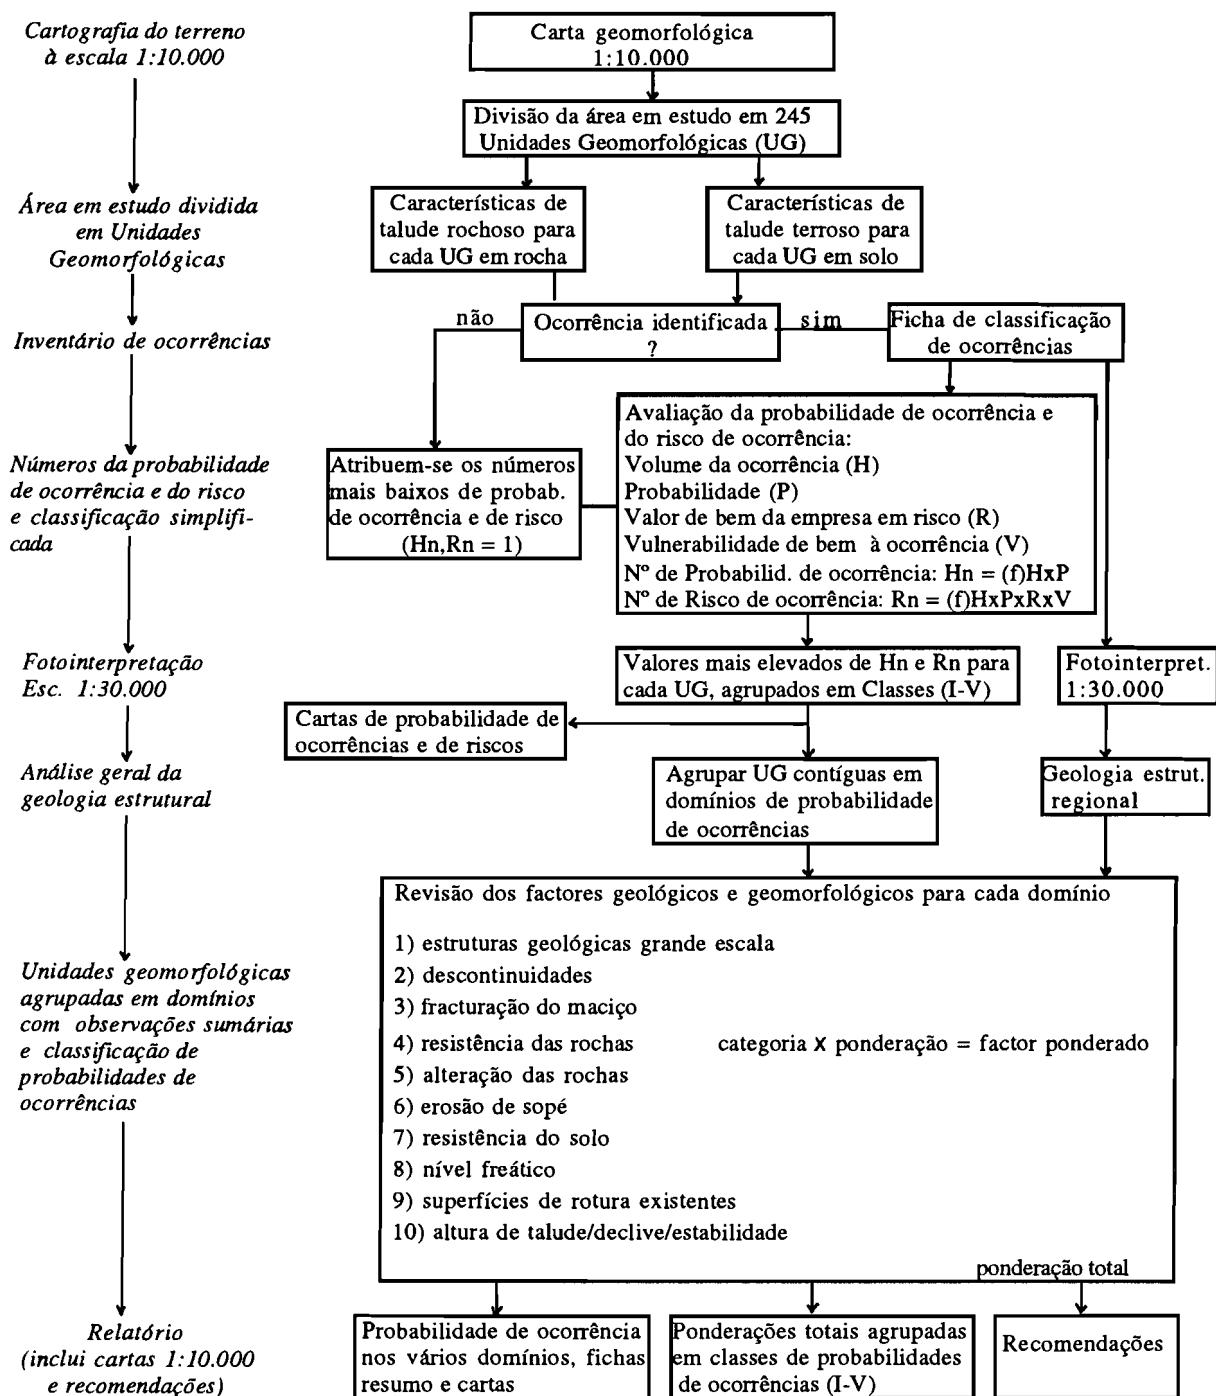 Cartografia do terreno
à escala 1:10.000
Carta geomorfológica
1:10.000
Divisão da área em estudo em 245
Unidades Geomorfológicas (UG)
Área em estudo dividida
em Unidades
Geomorfológicas
Características de
talude rochoso para
cada UG em rocha
Características de
talude terroso para
cada UG em solo
Inventário de ocorrências
não
Ocorrência identificada
?
sim
Ficha de classificação
de ocorrências
Números da probabilidade
de ocorrência e do risco
e classificação simplifi-
cada
Atribuem-se os números
mais baixos de probab.
de ocorrência e de risco
(Hn,Rn = 1)
Avaliação da probabilidade de ocorrência e
do risco de ocorrência:
Volume da ocorrência (H)
Probabilidade (P)
Valor de bem da empresa em risco (R)
Vulnerabilidade de bem à ocorrência (V)
Nº de Probabilid. de ocorrência: Hn = (f)HxP
Nº de Risco de ocorrência: Rn = (f)HxPxRxV
Fotointerpretação
Esc. 1:30.000
Valores mais elevados de Hn e Rn para
cada UG, agrupados em Classes (I-V)
Fotointerpret.
1:30.000
Cartas de probabilidade de
ocorrências e de riscos
Análise geral da
geologia estrutural
Agrupar UG contíguas em
domínios de probabilidade
de ocorrências
Geologia estrut.
regional
Unidades geomorfológicas
agrupadas em domínios
com observações sumárias
e classificação de
probabilidades de
ocorrências
Revisão dos factores geológicos e geomorfológicos para cada domínio
1) estruturas geológicas grande escala
2) descontinuidades
3) fracturação do maciço
4) resistência das rochas categoria x ponderação = factor ponderado
5) alteração das rochas
6) erosão de sopé
7) resistência do solo
8) nível freático
9) superfícies de rotura existentes
10) altura de talude/declive/estabilidade
ponderação total
Relatório
(inclui cartas 1:10.000
e recomendações)
Probabilidade de ocorrência
nos vários domínios, fichas
resumo e cartas
Ponderações totais agrupadas
em classes de probabilidades
de ocorrências (I-V)
Recomendações